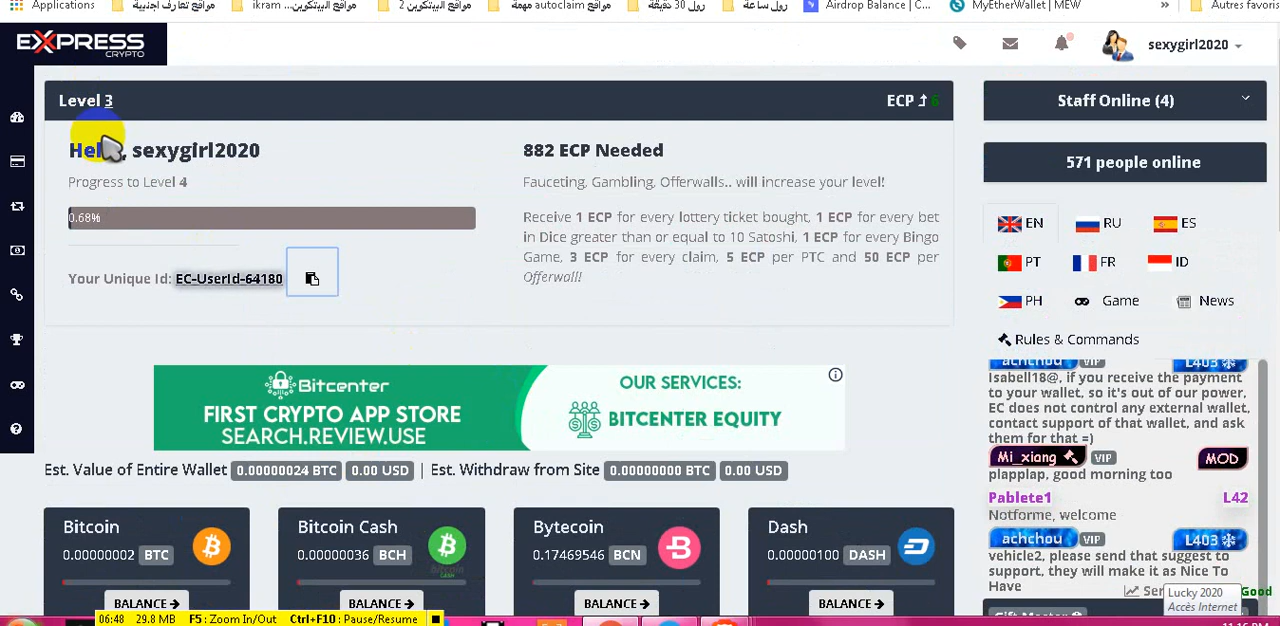 Applications مواقع تعارف اجنبية ikram ...مواقع البيتكوين مواقع البيتكوين 2 مواقع autoclaim مهمة رول 30 دقيقة رول ساعة Airdrop Balance | C... MyEtherWallet | MEW » Autres favoris
EXPRESS
CRYPTO
sexygirl2020
Level 3
ECP 6
Hello, sexygirl2020
Progress to Level 4
0.68%
Your Unique Id: EC-UserId-64180
882 ECP Needed
Fauceting, Gambling, Offerwalls.. will increase your level!
Receive 1 ECP for every lottery ticket bought, 1 ECP for every bet
in Dice greater than or equal to 10 Satoshi, 1 ECP for every Bingo
Game, 3 ECP for every claim, 5 ECP per PTC and 50 ECP per
Offerwall!
Bitcenter
FIRST CRYPTO APP STORE
SEARCH.REVIEW.USE
OUR SERVICES:
BITCENTER EQUITY
Est. Value of Entire Wallet 0.00000024 BTC 0.00 USD | Est. Withdraw from Site 0.00000000 BTC 0.00 USD
Bitcoin
0.00000002 BTC
BALANCE
Bitcoin Cash
0.00000036 BCH
BALANCE
Bytecoin
0.17469546 BCN
BALANCE
Dash
0.00000100 DASH
BALANCE
Staff Online (4)
571 people online
EN RU ES
PT FR ID
PH Game News
Rules & Commands
achchou VIP L403
Isabell18@, if you receive the payment
to your wallet, so it's out of our power,
EC does not control any external wallet,
contact support of that wallet, and ask
them for that =)
Mi_xiang VIP MOD
plapplap, good morning too
Pablete1 L42
Notforme, welcome
achchou VIP L403
vehicle2, please send that suggest to
support, they will make it as Nice To
Have
Good
Lucky 2020
Accès Internet
06:48 29.8 MB F5 : Zoom In/Out Ctrl+F10 : Pause/Resume
11:16 PM